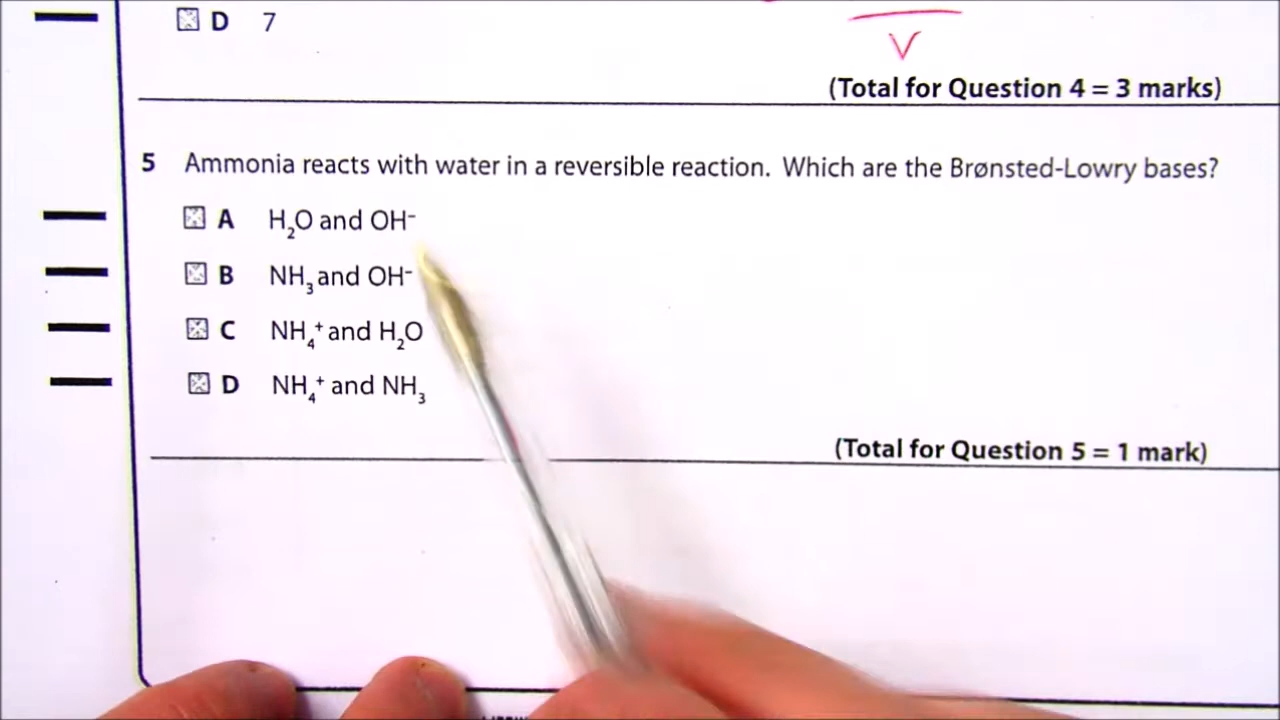 D 7
V
(Total for Question 4 = 3 marks)
5 Ammonia reacts with water in a reversible reaction. Which are the Brønsted-Lowry bases?
A H₂O and OH⁻
B NH₃ and OH⁻
C NH₄⁺ and H₂O
D NH₄⁺ and NH₃
(Total for Question 5 = 1 mark)